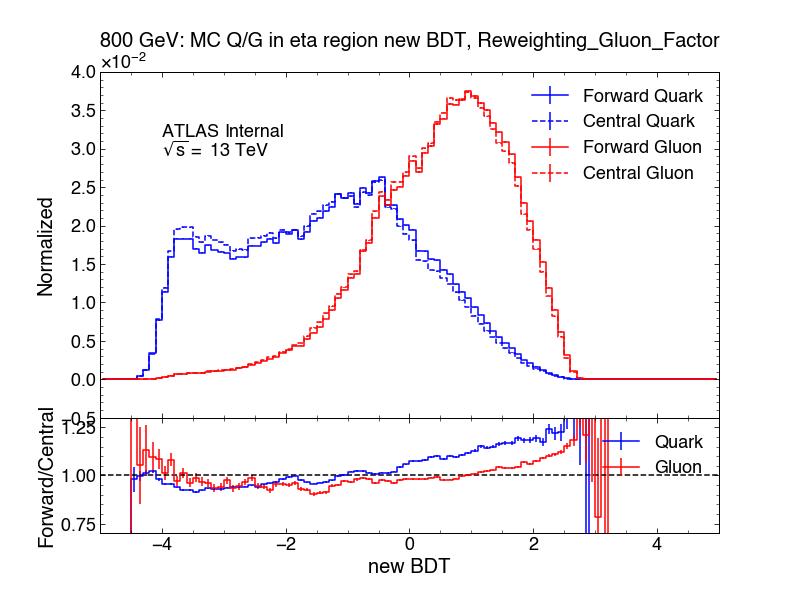 800 GeV: MC Q/G in eta region new BDT, Reweighting_Gluon_Factor
×10⁻²
4.0
3.5
3.0
2.5
2.0
1.5
1.0
0.5
0.0
−0.5
Normalized
ATLAS Internal
√s = 13 TeV
Forward Quark
Central Quark
Forward Gluon
Central Gluon
1.25
1.00
0.75
Forward/Central
Quark
Gluon
−4 −2 0 2 4
new BDT